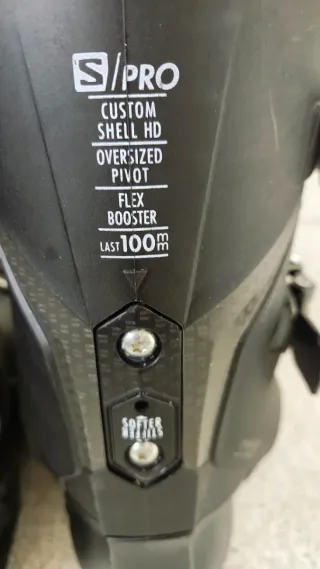 S/PRO
CUSTOM
SHELL HD
OVERSIZED
PIVOT
FLEX
BOOSTER
LAST 100mm
SOFTER